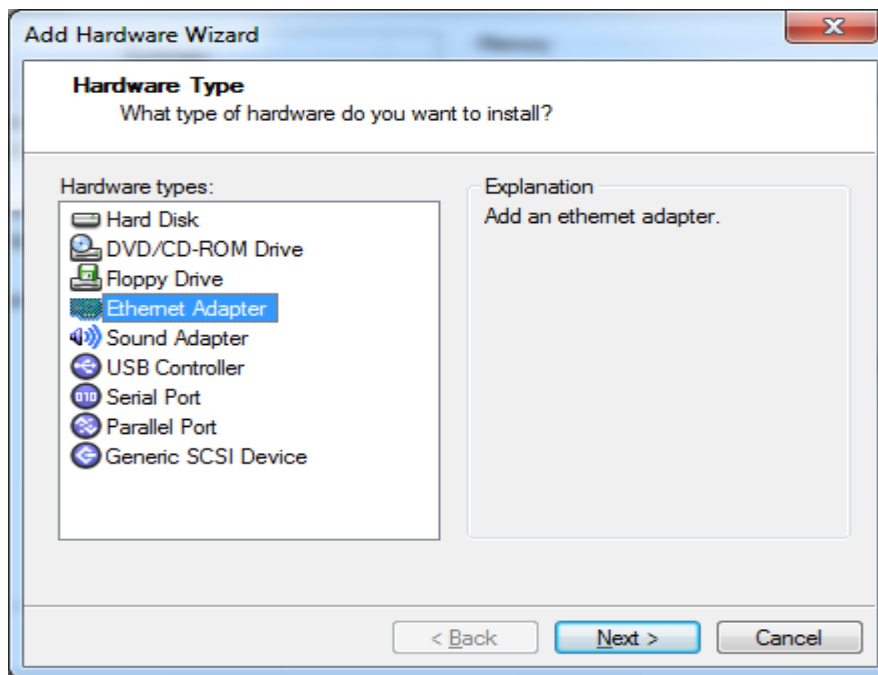 Add Hardware Wizard
Hardware Type
What type of hardware do you want to install?
Hardware types:
Hard Disk
DVD/CD-ROM Drive
Floppy Drive
Ethernet Adapter
Sound Adapter
USB Controller
Serial Port
Parallel Port
Generic SCSI Device
Explanation
Add an ethernet adapter.
< Back
Next >
Cancel